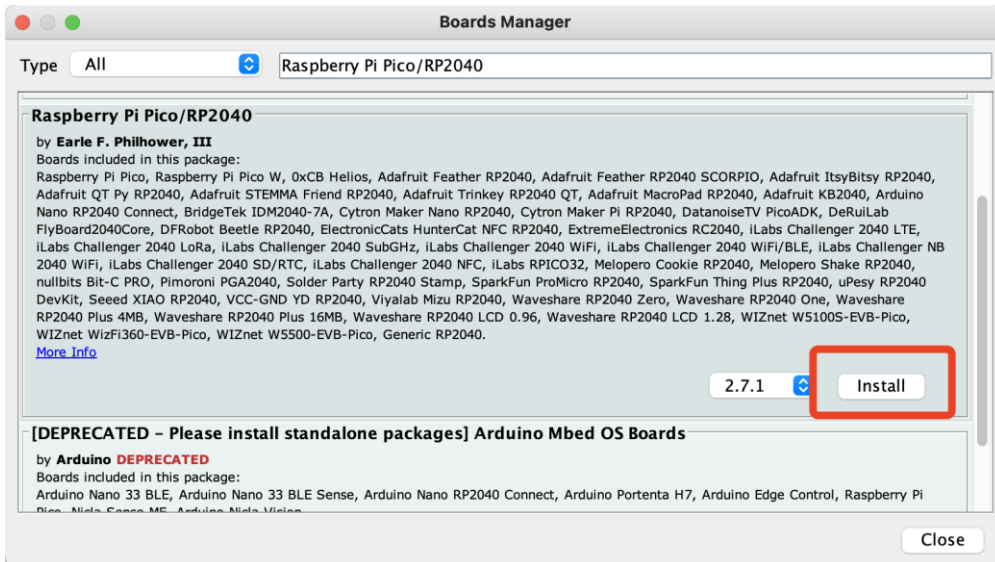 Boards Manager
Type All Raspberry Pi Pico/RP2040
Raspberry Pi Pico/RP2040
by Earle F. Philhower, III
Boards included in this package:
Raspberry Pi Pico, Raspberry Pi Pico W, 0xCB Helios, Adafruit Feather RP2040, Adafruit Feather RP2040 SCORPIO, Adafruit ItsyBitsy RP2040,
Adafruit QT Py RP2040, Adafruit STEMMA Friend RP2040, Adafruit Trinkey RP2040 QT, Adafruit MacroPad RP2040, Adafruit KB2040, Arduino
Nano RP2040 Connect, BridgeTek IDM2040-7A, Cytron Maker Nano RP2040, Cytron Maker Pi RP2040, DatanoiseTV PicoADK, DeRuiLab
FlyBoard2040Core, DFRobot Beetle RP2040, ElectronicCats HunterCat NFC RP2040, ExtremeElectronics RC2040, iLabs Challenger 2040 LTE,
iLabs Challenger 2040 LoRa, iLabs Challenger 2040 SubGHz, iLabs Challenger 2040 WiFi, iLabs Challenger 2040 WiFi/BLE, iLabs Challenger NB
2040 WiFi, iLabs Challenger 2040 SD/RTC, iLabs Challenger 2040 NFC, iLabs RPICO32, Melopero Cookie RP2040, Melopero Shake RP2040,
nullbits Bit-C PRO, Pimoroni PGA2040, Solder Party RP2040 Stamp, SparkFun ProMicro RP2040, SparkFun Thing Plus RP2040, uPesy RP2040
DevKit, Seeed XIAO RP2040, VCC-GND YD RP2040, Viyalab Mizu RP2040, Waveshare RP2040 Zero, Waveshare RP2040 One, Waveshare
RP2040 Plus 4MB, Waveshare RP2040 Plus 16MB, Waveshare RP2040 LCD 0.96, Waveshare RP2040 LCD 1.28, WIZnet W5100S-EVB-Pico,
WIZnet WizFi360-EVB-Pico, WIZnet W5500-EVB-Pico, Generic RP2040.
More Info
2.7.1 Install
[DEPRECATED - Please install standalone packages] Arduino Mbed OS Boards
by Arduino DEPRECATED
Boards included in this package:
Arduino Nano 33 BLE, Arduino Nano 33 BLE Sense, Arduino Nano RP2040 Connect, Arduino Portenta H7, Arduino Edge Control, Raspberry Pi
Pico, Nicla Sense ME, Arduino Nicla Vision
Close